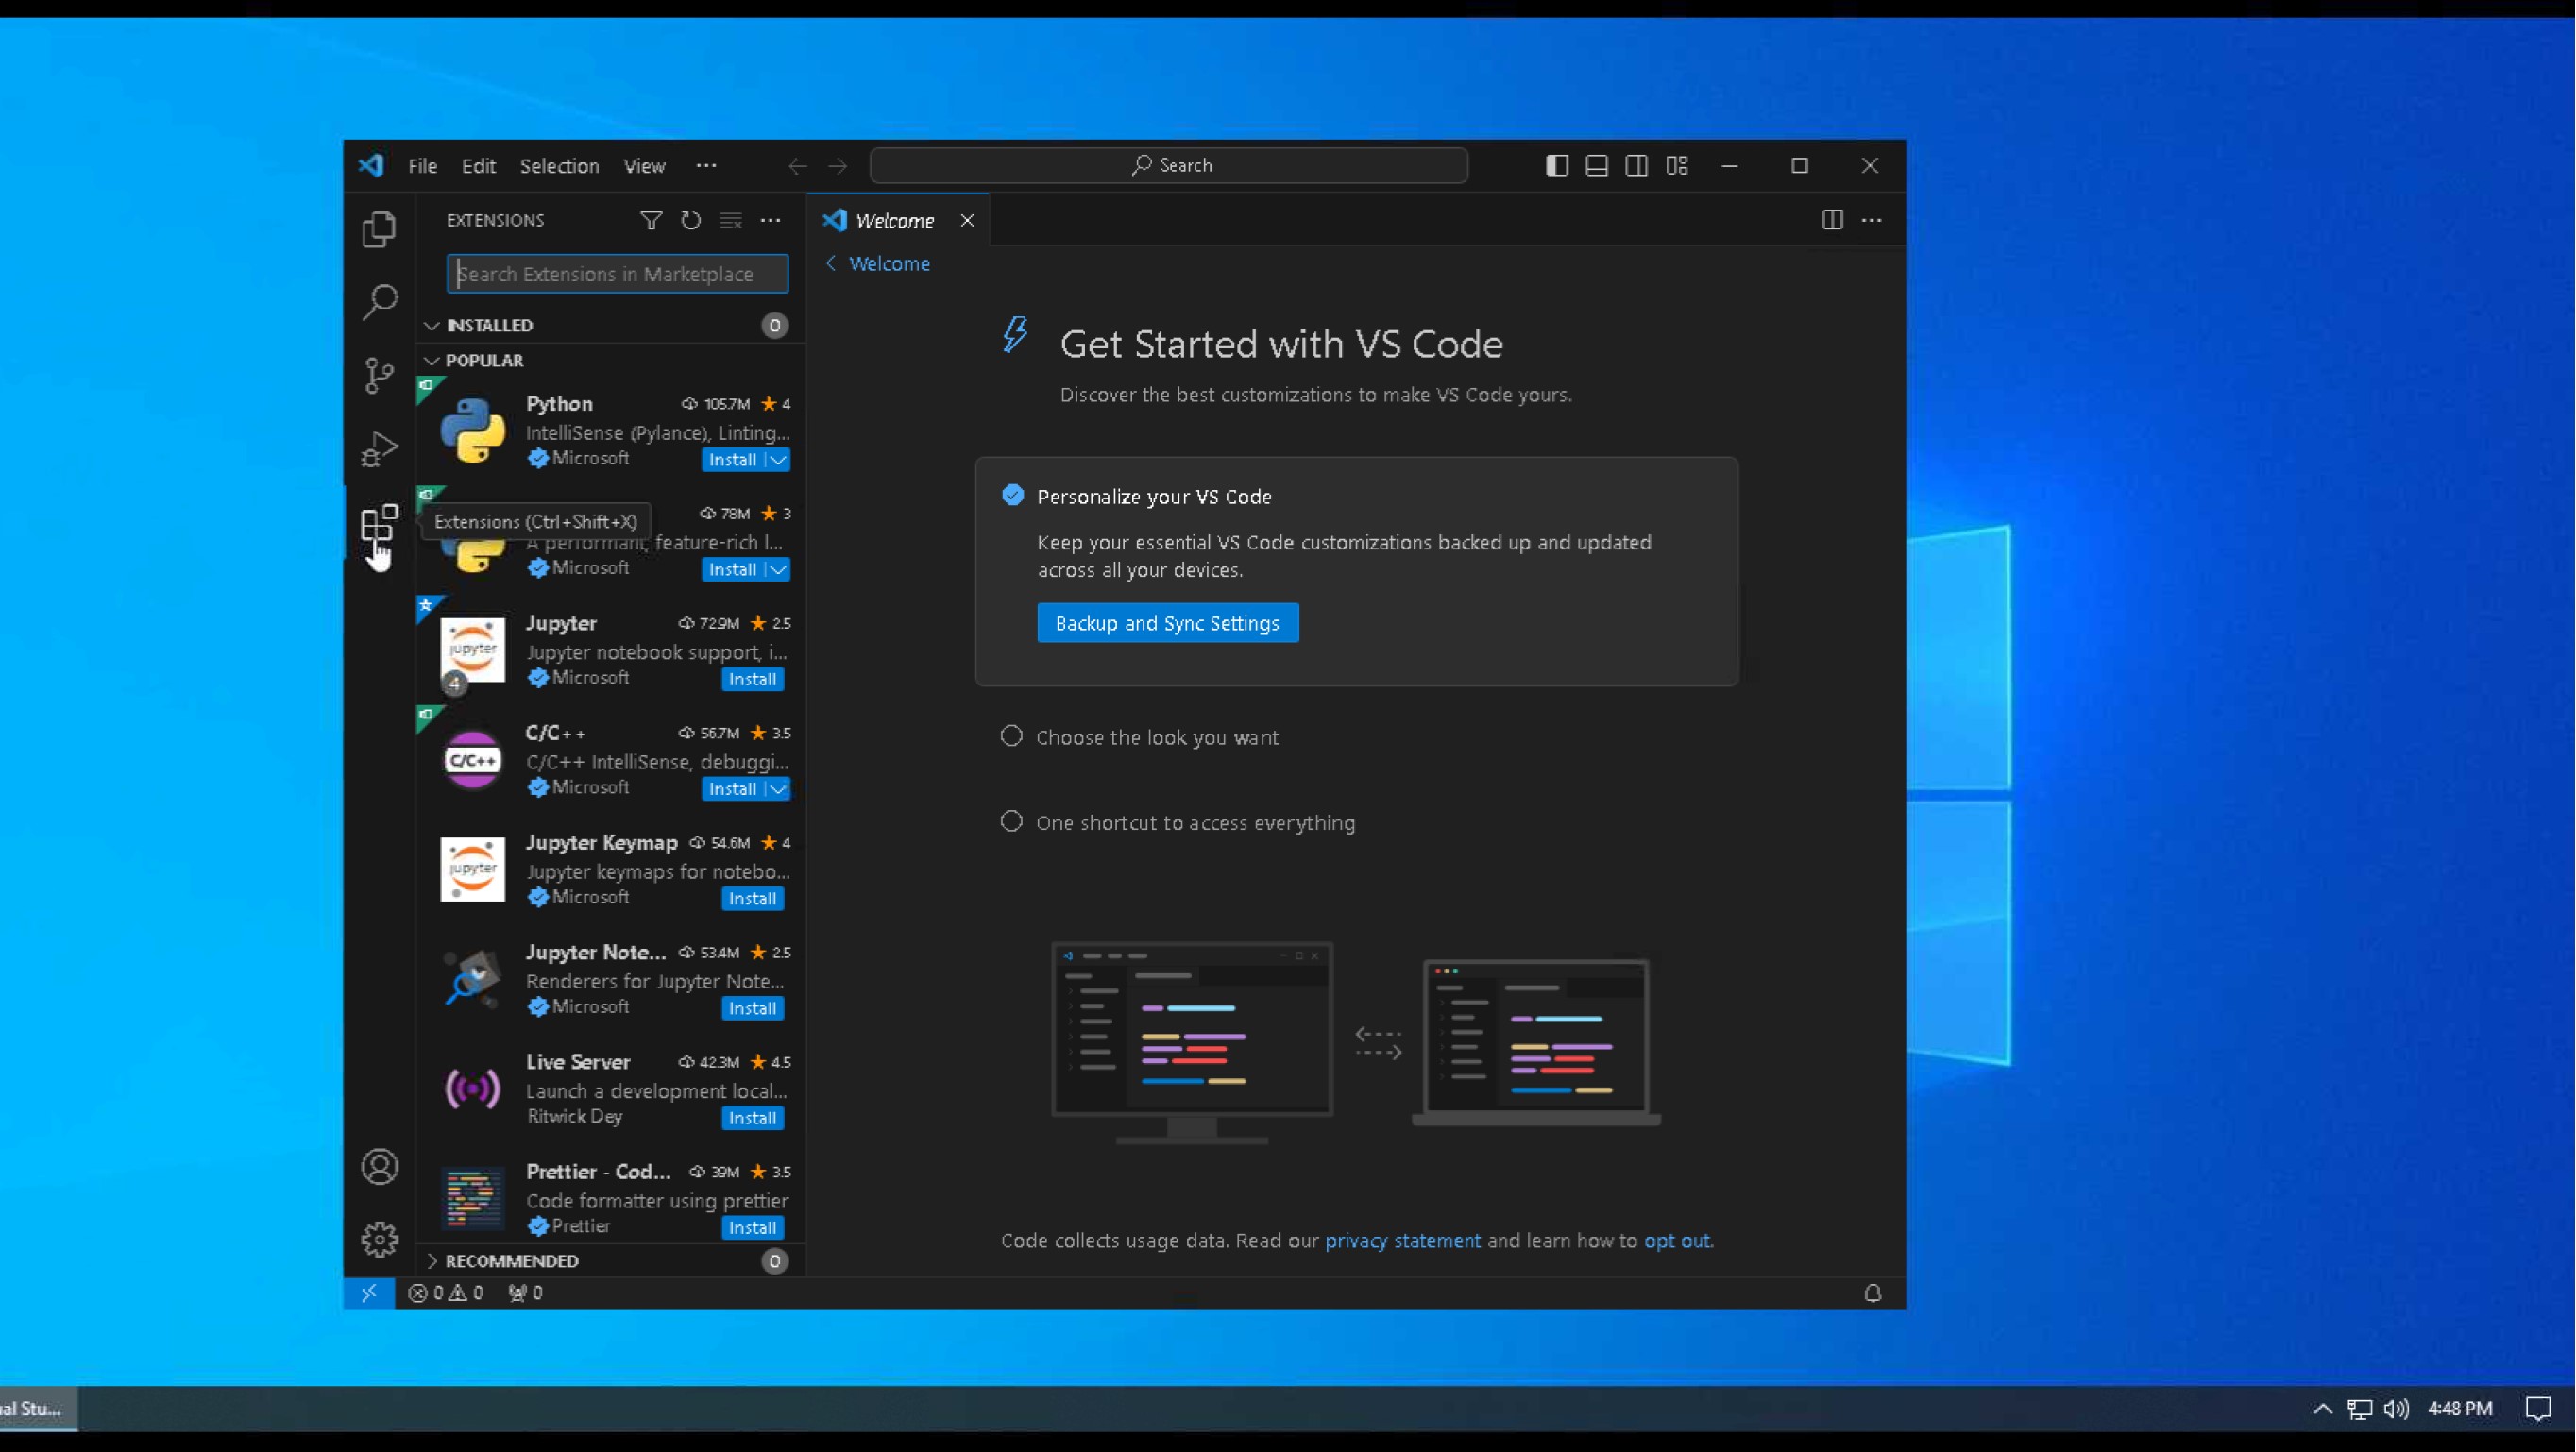 File Edit Selection View ···
Search
EXTENSIONS
Search Extensions in Marketplace
INSTALLED 0
POPULAR
Python 105.7M ★ 4
IntelliSense (Pylance), Linting...
Microsoft Install
Extensions (Ctrl+Shift+X)
78M ★ 3
A performant, feature-rich l...
Microsoft Install
Jupyter 72.9M ★ 2.5
Jupyter notebook support, i...
Microsoft Install
jupyter
4
C/C++ 56.7M ★ 3.5
C/C++ IntelliSense, debuggi...
Microsoft Install
C/C++
Jupyter Keymap 54.6M ★ 4
Jupyter keymaps for notebo...
Microsoft Install
jupyter
Jupyter Note... 53.4M ★ 2.5
Renderers for Jupyter Note...
Microsoft Install
Live Server 42.3M ★ 4.5
Launch a development local...
Ritwick Dey Install
Prettier - Cod... 39M ★ 3.5
Code formatter using prettier
Prettier Install
RECOMMENDED 0
Welcome
Welcome
Get Started with VS Code
Discover the best customizations to make VS Code yours.
Personalize your VS Code
Keep your essential VS Code customizations backed up and updated
across all your devices.
Backup and Sync Settings
Choose the look you want
One shortcut to access everything
Code collects usage data. Read our privacy statement and learn how to opt out.
0 0 0
ual Stu...
4:48 PM